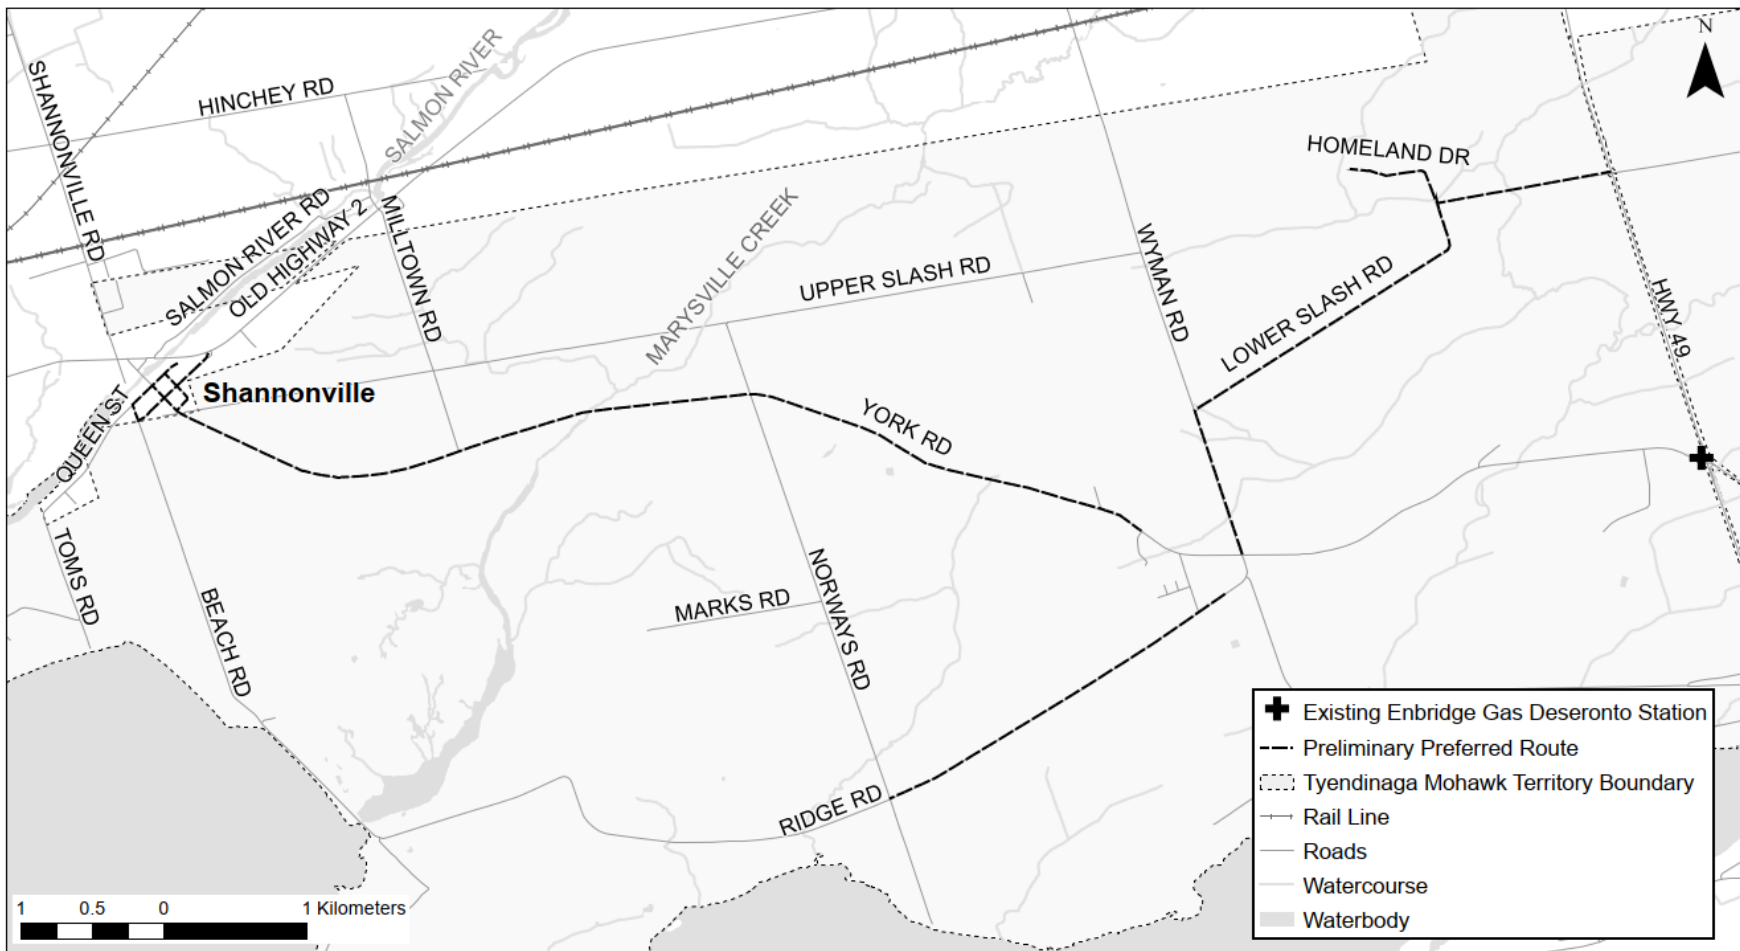 N
SHANNONVILLE RD
HINCHEY RD
SALMON RIVER
HOMELAND DR
SALMON RIVER RD
OLD HIGHWAY 2
MILLTOWN RD
MARYSVILLE CREEK
UPPER SLASH RD
WYMAN RD
LOWER SLASH RD
HWY 49
Shannonville
QUEEN ST
YORK RD
TOMS RD
BEACH RD
MARKS RD
NORWAYS RD
RIDGE RD
Existing Enbridge Gas Deseronto Station
Preliminary Preferred Route
Tyendinaga Mohawk Territory Boundary
Rail Line
Roads
Watercourse
Waterbody
1 0.5 0 1 Kilometers